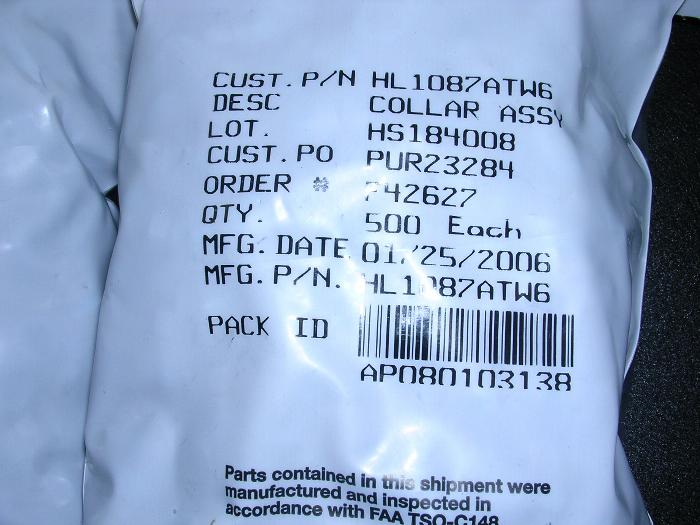 CUST. P/N HL1087ATW6
DESC COLLAR ASSY
LOT. HS184008
CUST. PO PUR23284
ORDER #
QTY. 500 Each
MFG. DATE 01/25/2006
MFG. P/N. HL1087ATW6
PACK ID
AP080103138
Parts contained in this shipment were
manufactured and inspected in
accordance with FAA TSO-C148